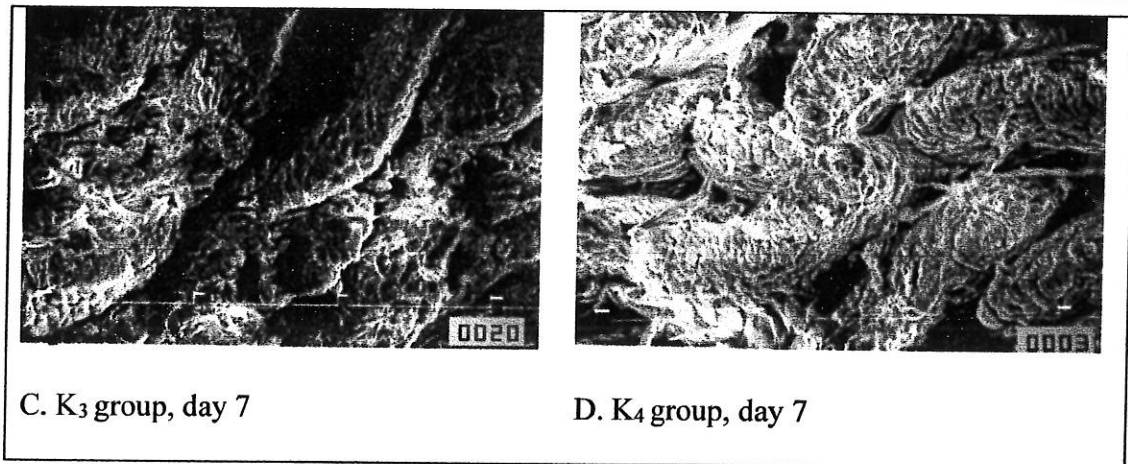 0020 0003
C. K₃ group, day 7 D. K₄ group, day 7